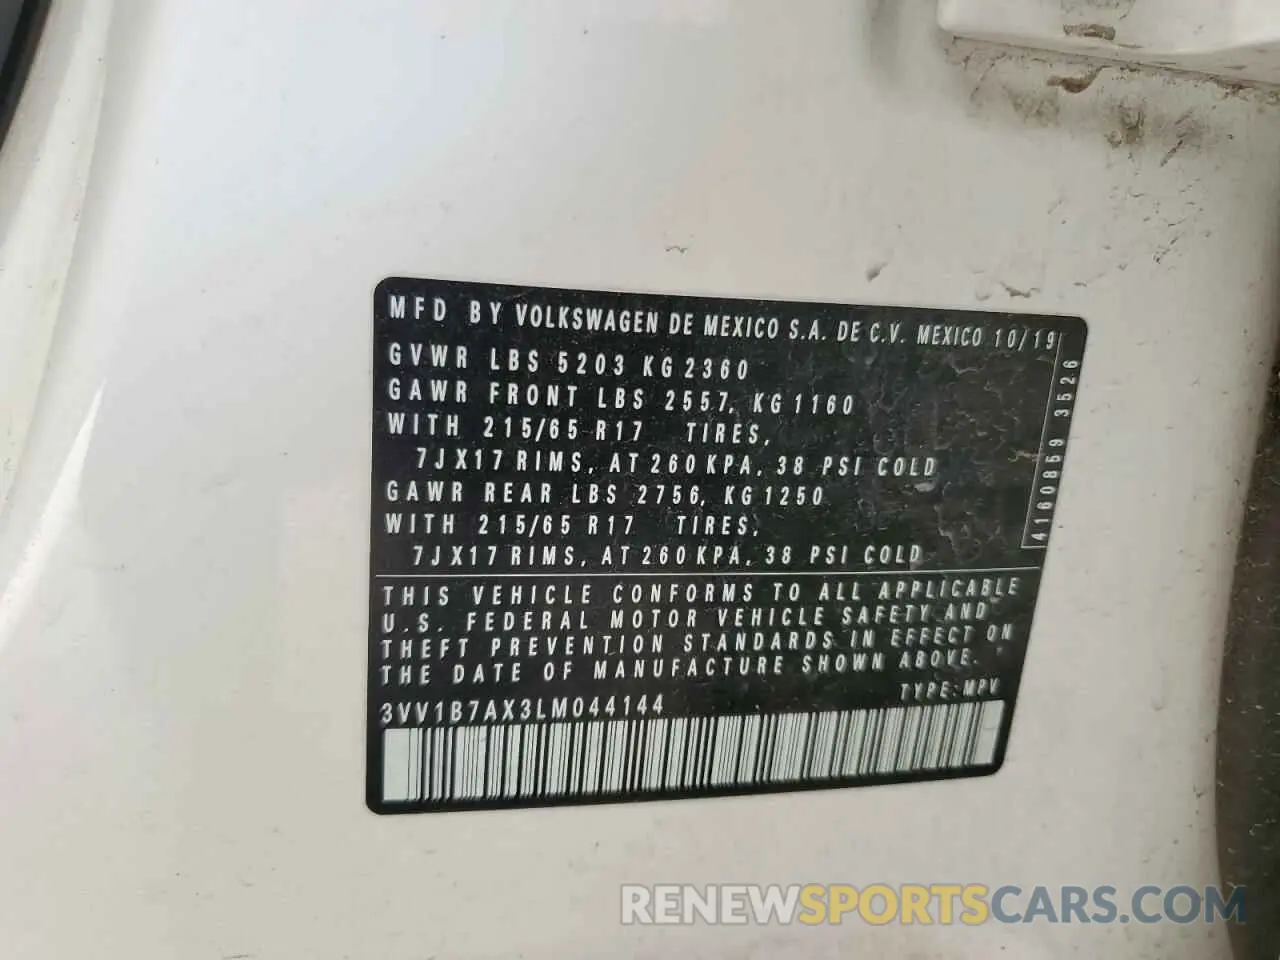 MFD BY VOLKSWAGEN DE MEXICO S.A. DE C.V. MEXICO 10/19
GVWR LBS 5203 KG 2360
GAWR FRONT LBS 2557, KG 1160
WITH 215/65 R17 TIRES,
7JX17 RIMS, AT 260 KPA, 38 PSI COLD
GAWR REAR LBS 2756, KG 1250
WITH 215/65 R17 TIRES,
7JX17 RIMS, AT 260 KPA, 38 PSI COLD
4160859 3526
THIS VEHICLE CONFORMS TO ALL APPLICABLE
U.S. FEDERAL MOTOR VEHICLE SAFETY AND
THEFT PREVENTION STANDARDS IN EFFECT ON
THE DATE OF MANUFACTURE SHOWN ABOVE.
TYPE: MPV
3VV1B7AX3LM044144
RENEWSPORTSCARS.COM